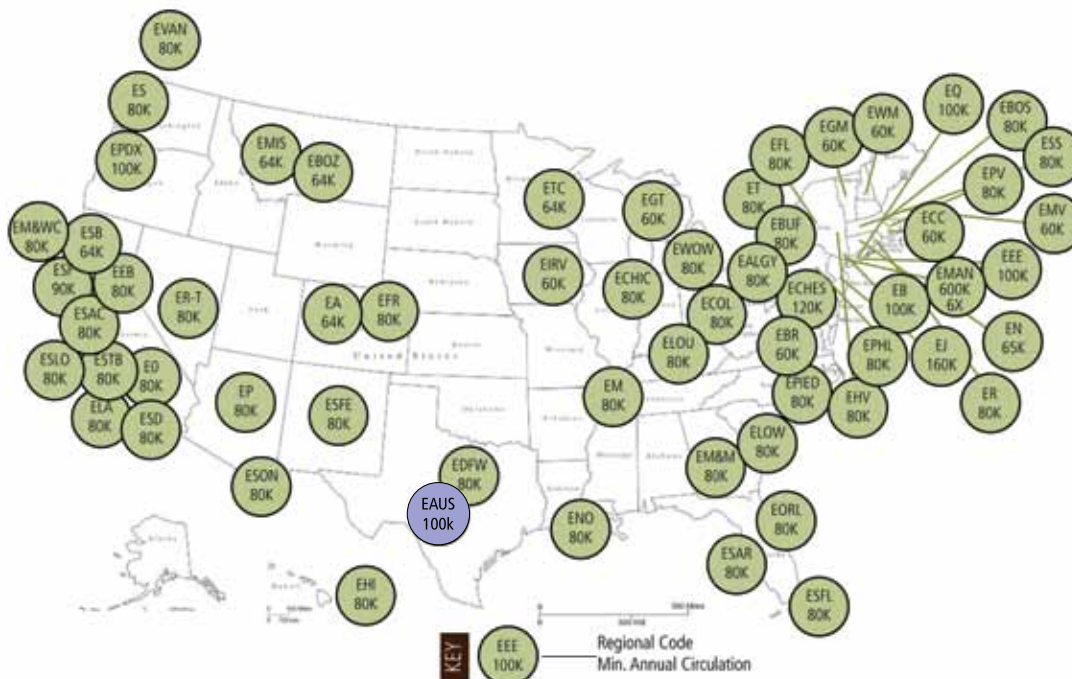 EVAN
80K
ES
80K
EPDX
100K
EMIS
64K
EBOZ
64K
EM&WC
80K
ESB
64K
90K
EEB
80K
ESAC
80K
ER-T
80K
EA
64K
EFR
80K
ESLO
80K
ESTB
80K
EO
80K
ELA
80K
ESD
80K
EP
80K
ESFE
80K
ESON
80K
EDFW
80K
EAUS
100k
EHI
80K
ETC
64K
EGT
60K
EIRV
60K
ECHIC
80K
EWOW
80K
ECOL
80K
ELOU
80K
EM
80K
ENO
80K
EM&M
80K
ELOW
80K
EORL
80K
ESAR
80K
ESFL
80K
EFL
80K
EGM
60K
EWM
60K
EQ
100K
EBOS
80K
ESS
80K
EPV
80K
EMV
60K
ECC
60K
EEE
100K
ET
80K
EBUF
80K
EALGY
80K
ECHES
120K
EB
100K
EMAN
600K
6X
EN
65K
EBR
60K
EPHL
80K
EJ
160K
EPIED
80K
EHV
80K
ER
80K
United States
Alaska
Hawaii
KEY
EEE
100K
Regional Code
Min. Annual Circulation